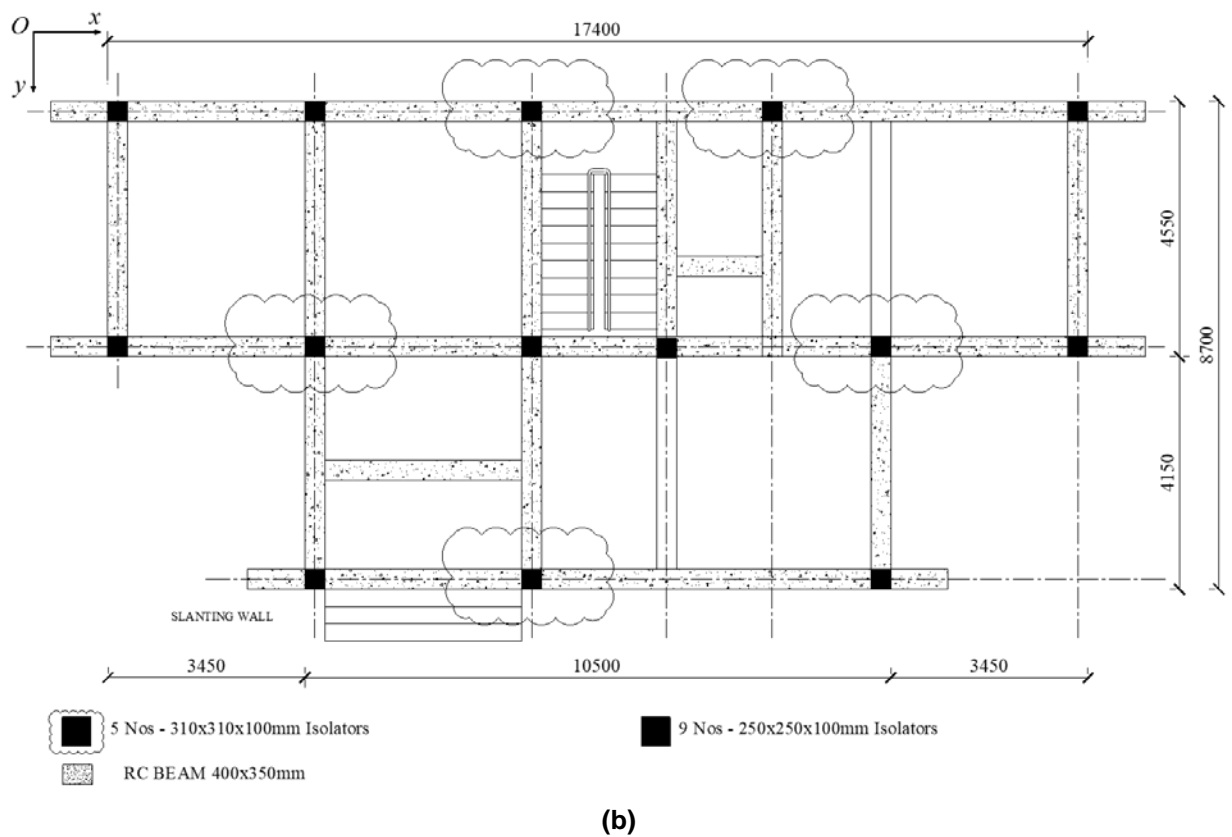 O
x
17400
y
4550
8700
4150
SLANTING WALL
3450
10500
3450
5 Nos - 310x310x100mm Isolators
9 Nos - 250x250x100mm Isolators
RC BEAM 400x350mm
(b)